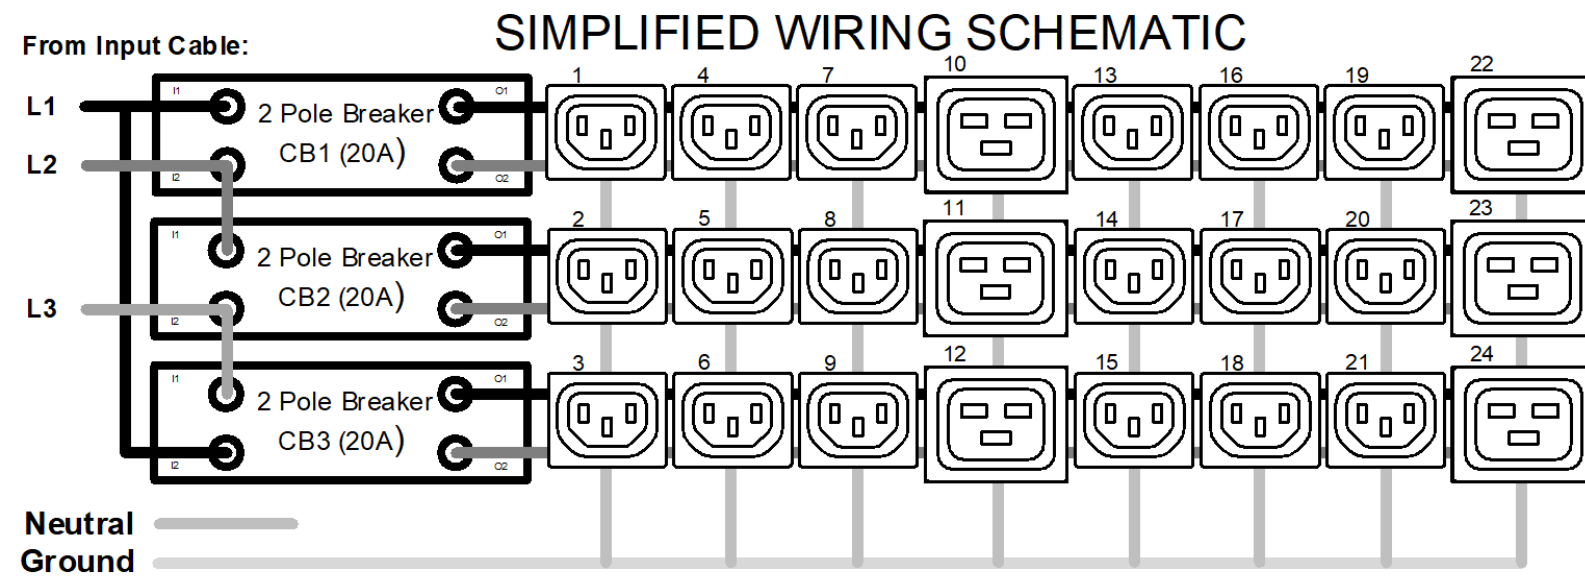 SIMPLIFIED WIRING SCHEMATIC
From Input Cable:
1 4 7 10 13 16 19 22
I1 O1
L1 2 Pole Breaker
CB1 (20A)
L2
I2 O2
2 5 8 11 14 17 20 23
I1 O1
2 Pole Breaker
CB2 (20A)
L3
I2 O2
3 6 9 12 15 18 21 24
I1 O1
2 Pole Breaker
CB3 (20A)
I2 O2
Neutral
Ground